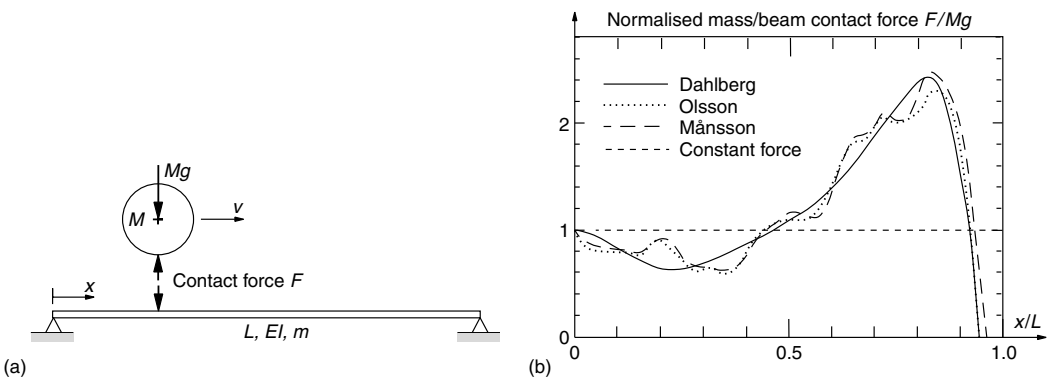 Mg
M
v
Contact force F
x
L, EI, m
(a)
Normalised mass/beam contact force F/Mg
Dahlberg
Olsson
Månsson
Constant force
2
1
0
0
0.5
1.0
x/L
(b)